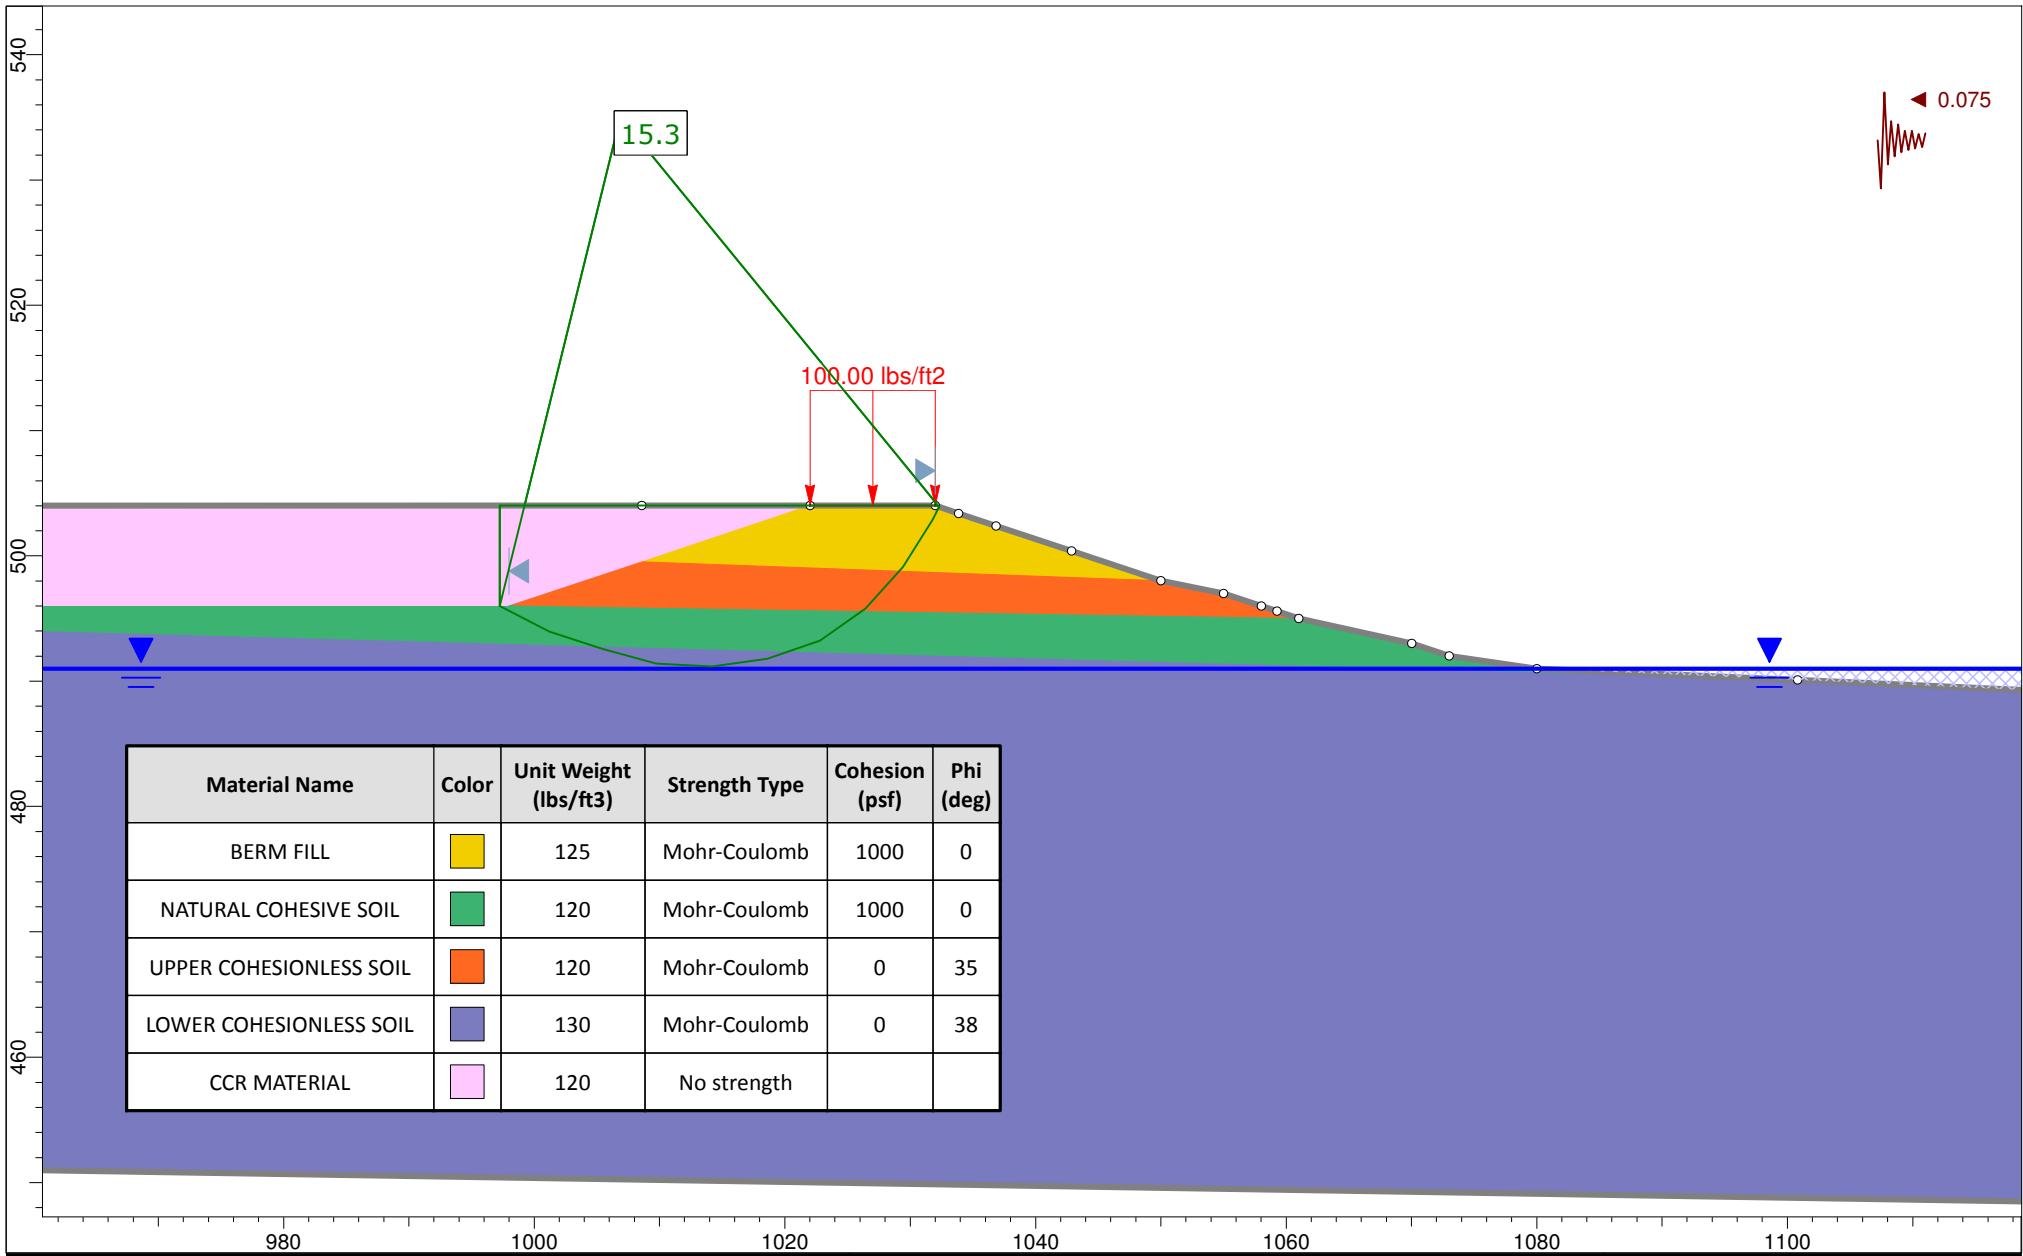 540
520
500
480
460
15.3
0.075
100.00 lbs/ft2
Material Name Color Unit Weight (lbs/ft3) Strength Type Cohesion (psf) Phi (deg)
BERM FILL 125 Mohr-Coulomb 1000 0
NATURAL COHESIVE SOIL 120 Mohr-Coulomb 1000 0
UPPER COHESIONLESS SOIL 120 Mohr-Coulomb 0 35
LOWER COHESIONLESS SOIL 130 Mohr-Coulomb 0 38
CCR MATERIAL 120 No strength
980 1000 1020 1040 1060 1080 1100